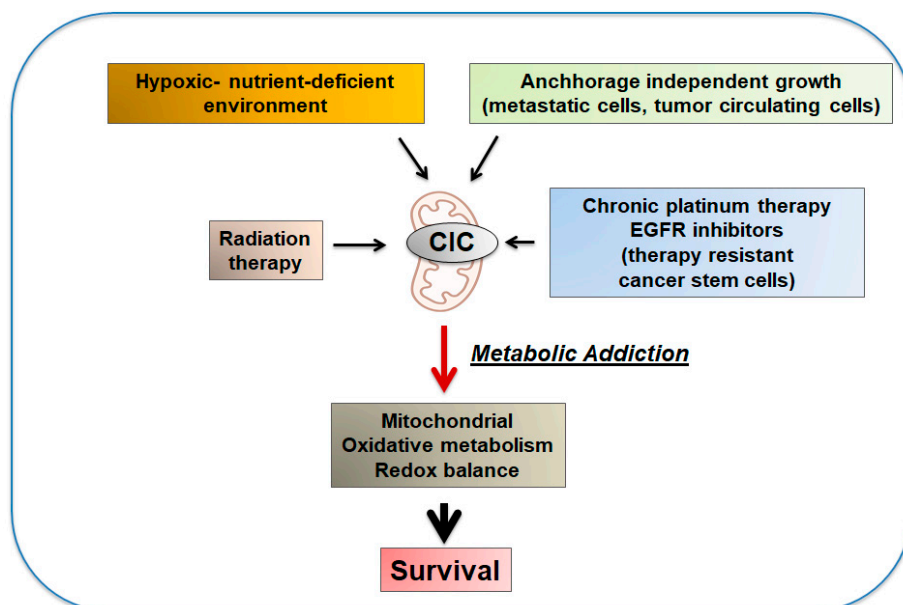 Hypoxic- nutrient-deficient
environment
Anchhorage independent growth
(metastatic cells, tumor circulating cells)
Radiation
therapy
CIC
Chronic platinum therapy
EGFR inhibitors
(therapy resistant
cancer stem cells)
Metabolic Addiction
Mitochondrial
Oxidative metabolism
Redox balance
Survival